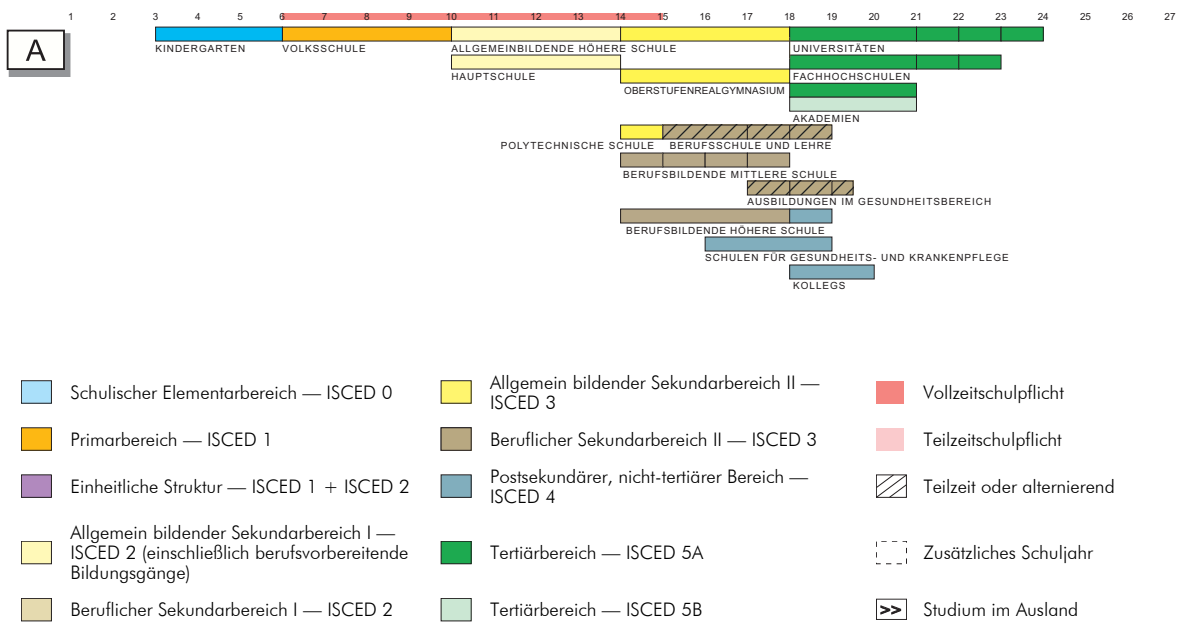 1 2 3 4 5 6 7 8 9 10 11 12 13 14 15 16 17 18 19 20 21 22 23 24 25 26 27
A
KINDERGARTEN VOLKSSCHULE ALLGEMEINBILDENDE HÖHERE SCHULE UNIVERSITÄTEN
HAUPTSCHULE FACHHOCHSCHULEN
OBERSTUFENREALGYMNASIUM
AKADEMIEN
POLYTECHNISCHE SCHULE BERUFSSCHULE UND LEHRE
BERUFSBILDENDE MITTLERE SCHULE
AUSBILDUNGEN IM GESUNDHEITSBEREICH
BERUFSBILDENDE HÖHERE SCHULE
SCHULEN FÜR GESUNDHEITS- UND KRANKENPFLEGE
KOLLEGS
Schulischer Elementarbereich — ISCED 0
Primarbereich — ISCED 1
Einheitliche Struktur — ISCED 1 + ISCED 2
Allgemein bildender Sekundarbereich I —
ISCED 2 (einschließlich berufsvorbereitende
Bildungsgänge)
Beruflicher Sekundarbereich I — ISCED 2
Allgemein bildender Sekundarbereich II —
ISCED 3
Beruflicher Sekundarbereich II — ISCED 3
Postsekundärer, nicht-tertiärer Bereich —
ISCED 4
Tertiärbereich — ISCED 5A
Tertiärbereich — ISCED 5B
Vollzeitschulpflicht
Teilzeitschulpflicht
Teilzeit oder alternierend
Zusätzliches Schuljahr
>> Studium im Ausland